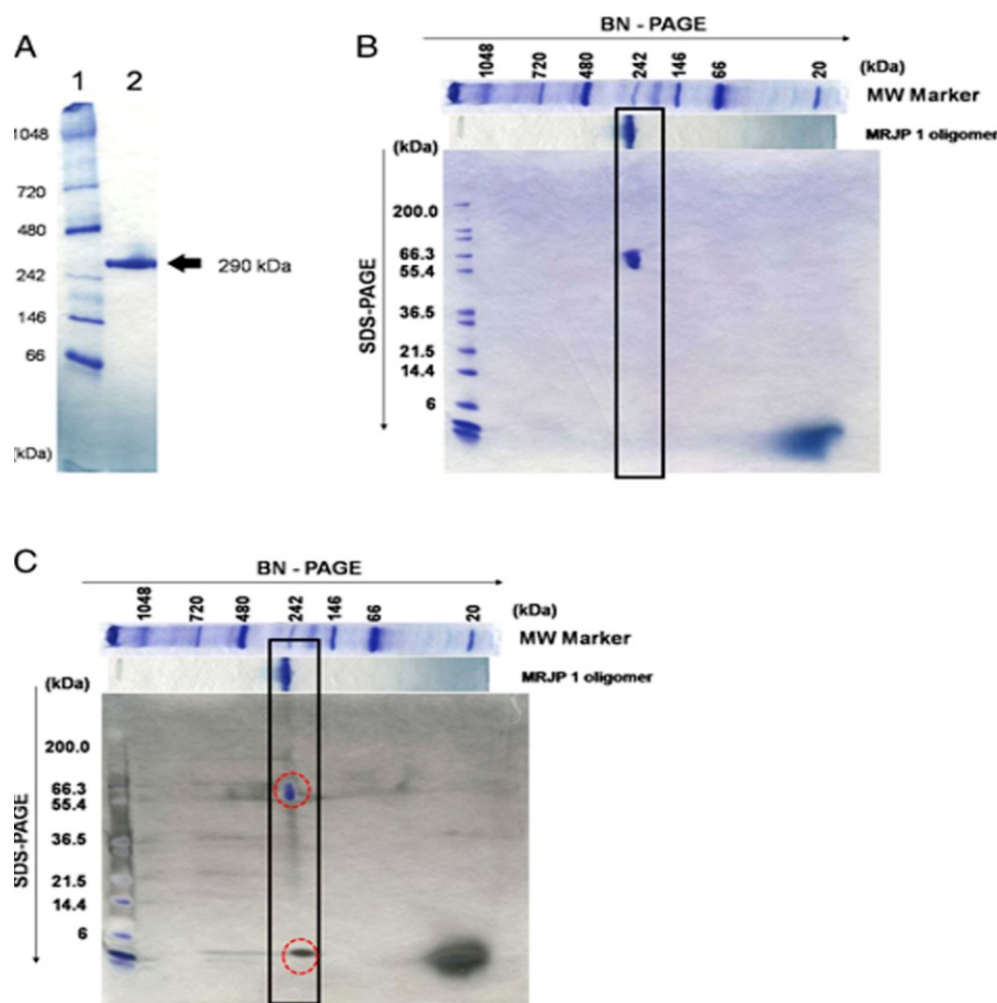 A
1 2
1048
720
480
242
146
66
(kDa)
290 kDa
B
BN - PAGE
1048 720 480 242 146 66 20 (kDa)
MW Marker
MRJP 1 oligomer
(kDa)
200.0
66.3
55.4
36.5
21.5
14.4
6
SDS-PAGE
C
BN - PAGE
1048 720 480 242 146 66 20 (kDa)
MW Marker
MRJP 1 oligomer
(kDa)
200.0
66.3
55.4
36.5
21.5
14.4
6
SDS-PAGE